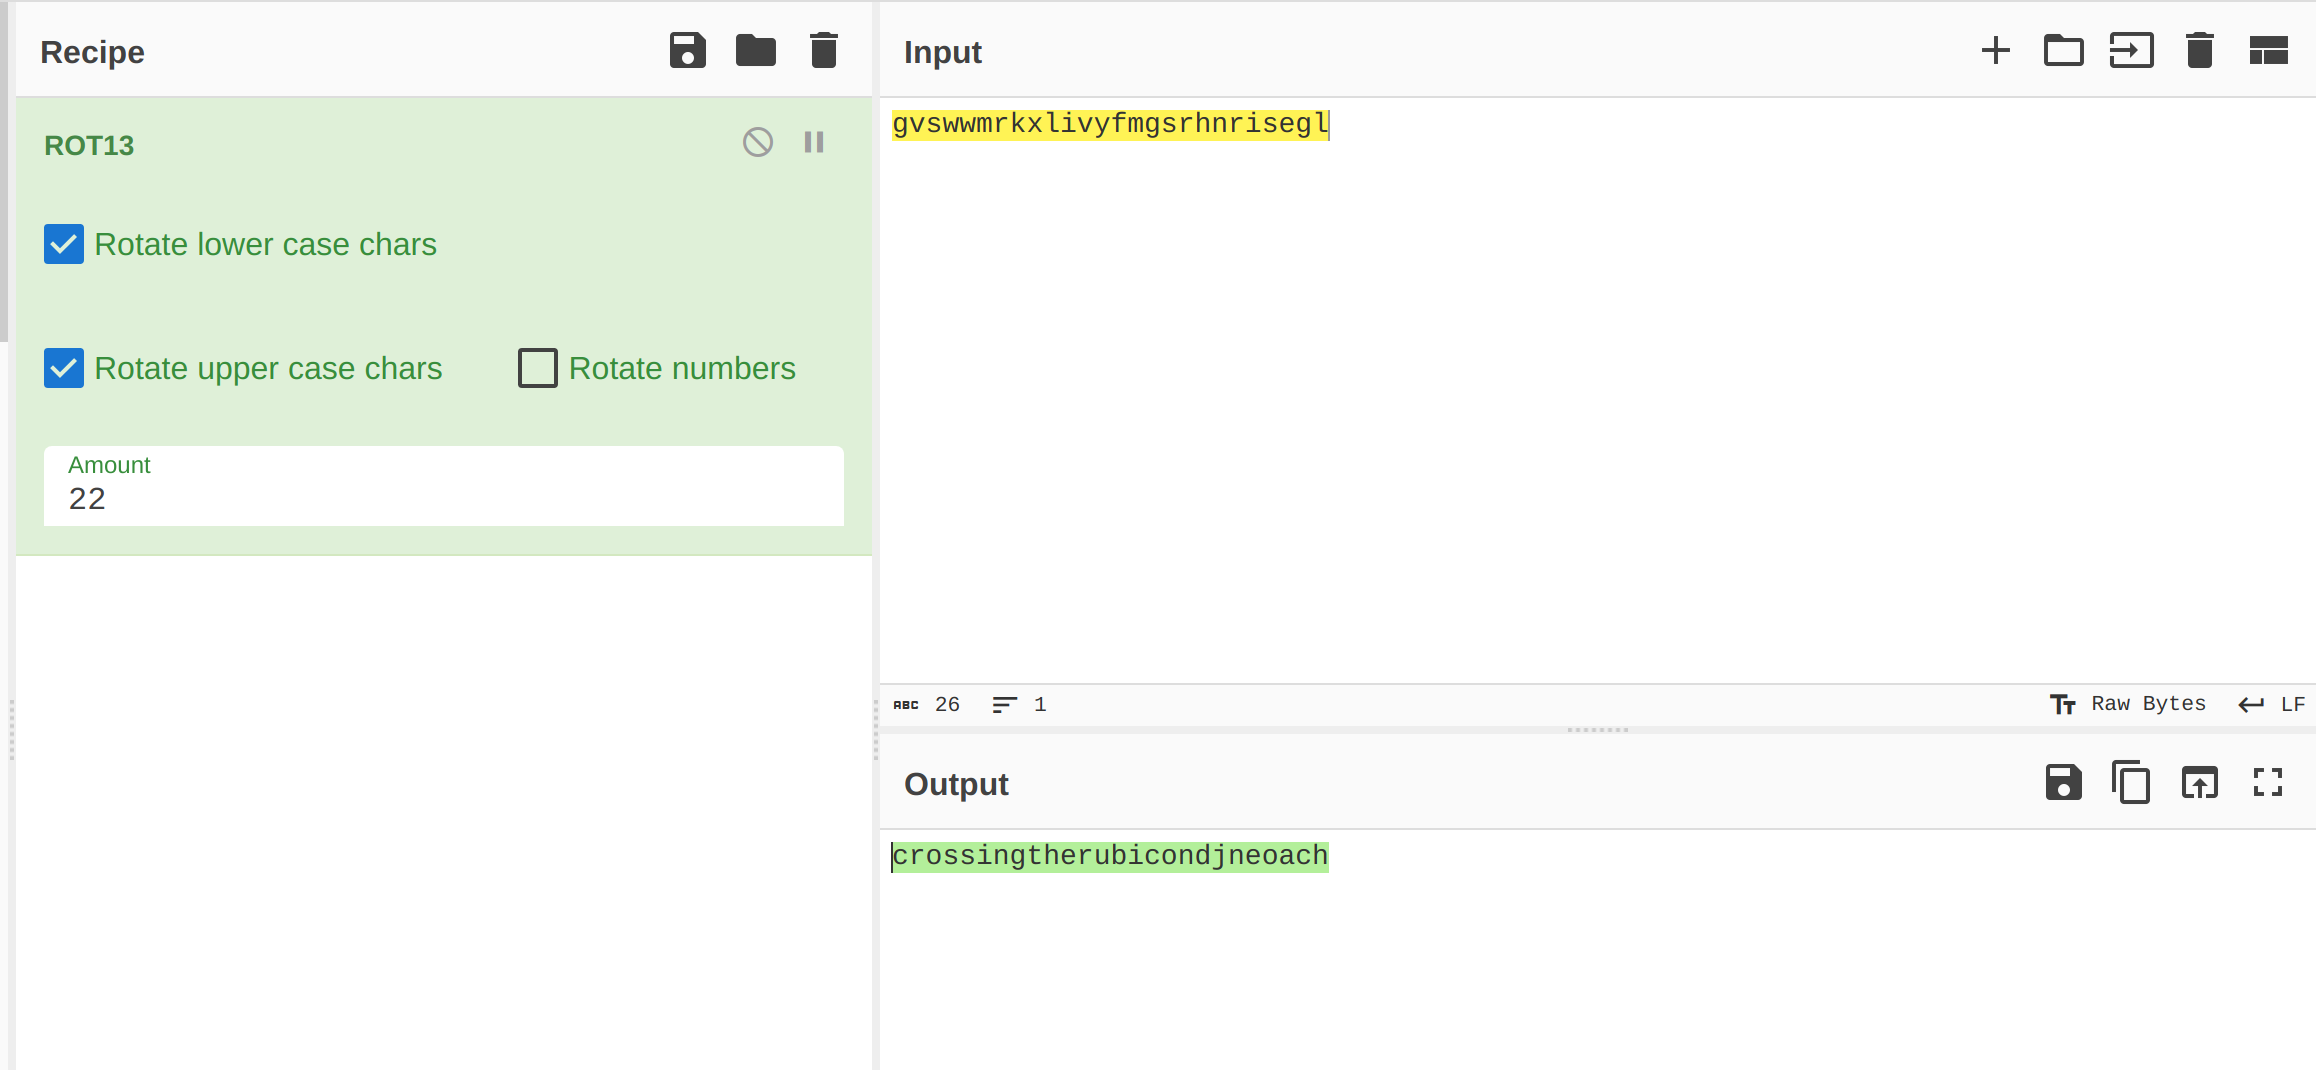 Recipe
ROT13
Rotate lower case chars
Rotate upper case chars
Rotate numbers
Amount
22
Input
gvswwmrkxlivyfmgsrhnrisegl
ABC 26
1
Tт Raw Bytes
LF
Output
crossingtherubicondjneoach